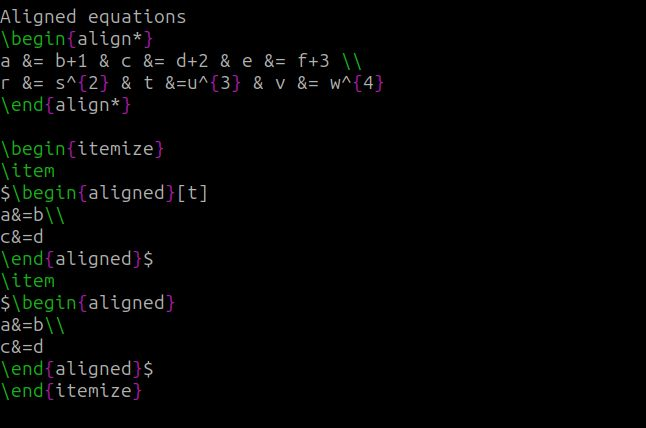 Aligned equations
\begin{align*}
a &= b+1 & c &= d+2 & e &= f+3 \\
r &= s^{2} & t &=u^{3} & v &= w^{4}
\end{align*}
\begin{itemize}
\item
$\begin{aligned}[t]
a&=b\\
c&=d
\end{aligned}$
\item
$\begin{aligned}
a&=b\\
c&=d
\end{aligned}$
\end{itemize}